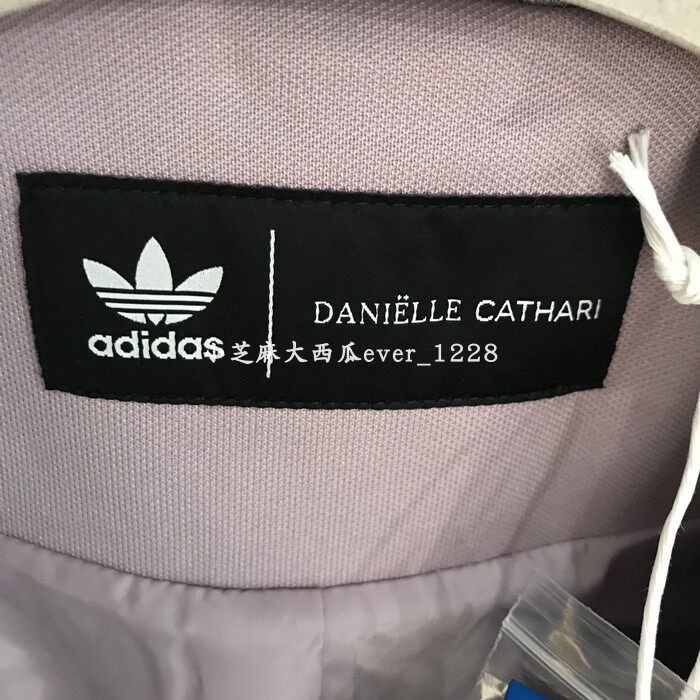 adidas
DANIËLLE CATHARI
芝麻大西瓜ever_1228